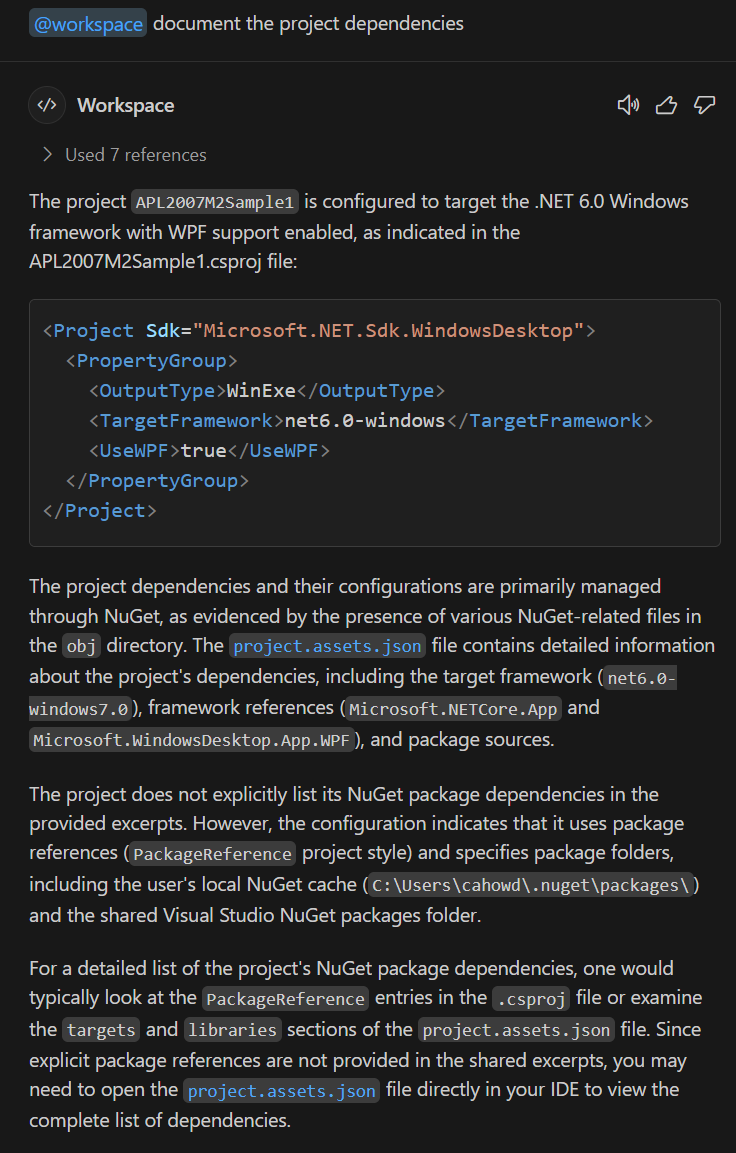 @workspace document the project dependencies
Workspace
Used 7 references
The project APL2007M2Sample1 is configured to target the .NET 6.0 Windows
framework with WPF support enabled, as indicated in the
APL2007M2Sample1.csproj file:
<Project Sdk="Microsoft.NET.Sdk.WindowsDesktop">
  <PropertyGroup>
    <OutputType>WinExe</OutputType>
    <TargetFramework>net6.0-windows</TargetFramework>
    <UseWPF>true</UseWPF>
  </PropertyGroup>
</Project>
The project dependencies and their configurations are primarily managed
through NuGet, as evidenced by the presence of various NuGet-related files in
the obj directory. The project.assets.json file contains detailed information
about the project's dependencies, including the target framework (net6.0-
windows7.0), framework references (Microsoft.NETCore.App and
Microsoft.WindowsDesktop.App.WPF), and package sources.
The project does not explicitly list its NuGet package dependencies in the
provided excerpts. However, the configuration indicates that it uses package
references (PackageReference project style) and specifies package folders,
including the user's local NuGet cache (C:\Users\cahowd\.nuget\packages\)
and the shared Visual Studio NuGet packages folder.
For a detailed list of the project's NuGet package dependencies, one would
typically look at the PackageReference entries in the .csproj file or examine
the targets and libraries sections of the project.assets.json file. Since
explicit package references are not provided in the shared excerpts, you may
need to open the project.assets.json file directly in your IDE to view the
complete list of dependencies.